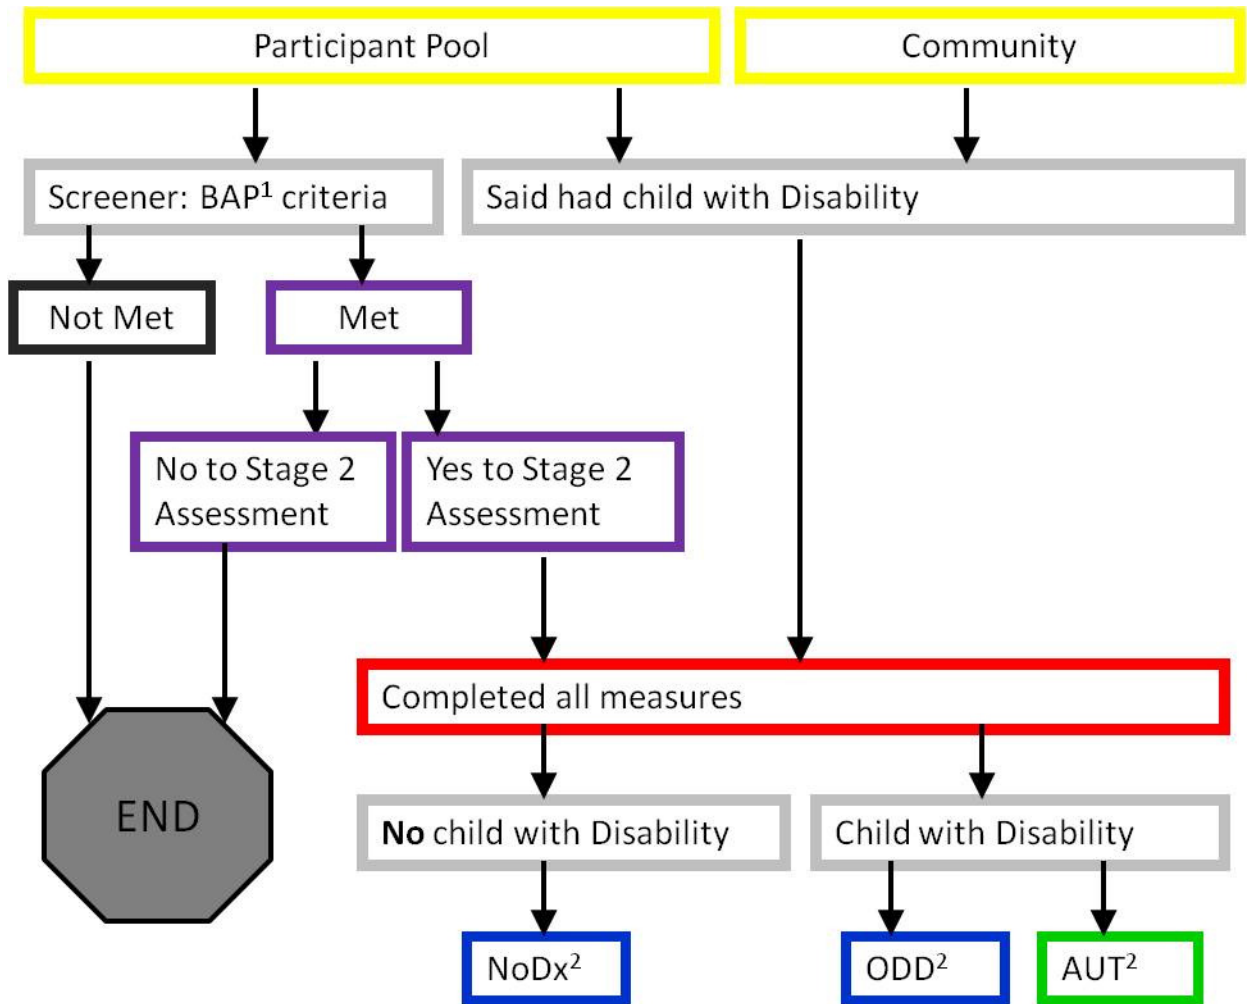 Participant Pool
Community
Screener: BAP¹ criteria
Said had child with Disability
Not Met
Met
No to Stage 2
Assessment
Yes to Stage 2
Assessment
Completed all measures
END
No child with Disability
Child with Disability
NoDx²
ODD²
AUT²